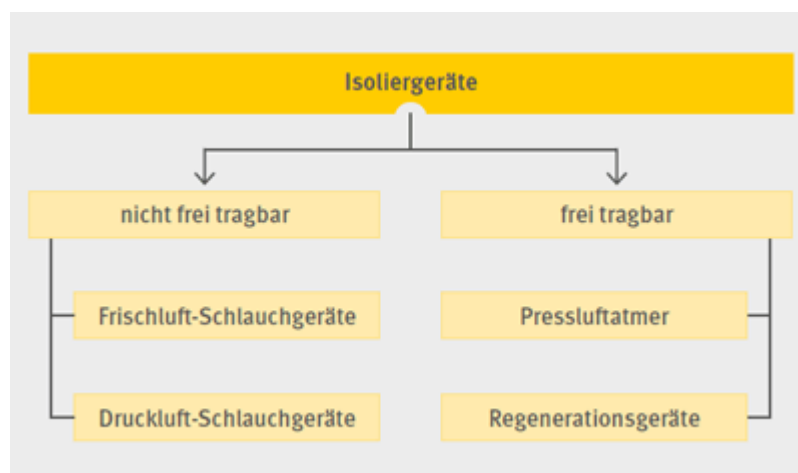 Isoliergeräte
nicht frei tragbar
frei tragbar
Frischluft-Schlauchgeräte
Pressluftatmer
Druckluft-Schlauchgeräte
Regenerationsgeräte